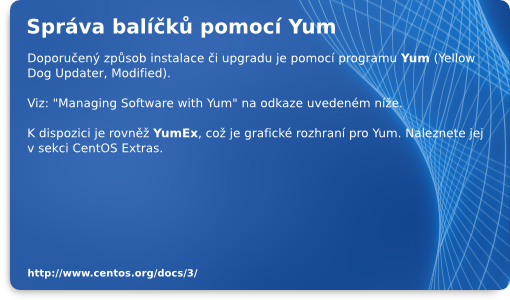 Správa balíčků pomocí Yum
Doporučený způsob instalace či upgradu je pomocí programu Yum (Yellow
Dog Updater, Modified).
Viz: "Managing Software with Yum" na odkaze uvedeném níže.
K dispozici je rovněž YumEx, což je grafické rozhraní pro Yum. Naleznete jej
v sekci CentOS Extras.
http://www.centos.org/docs/3/